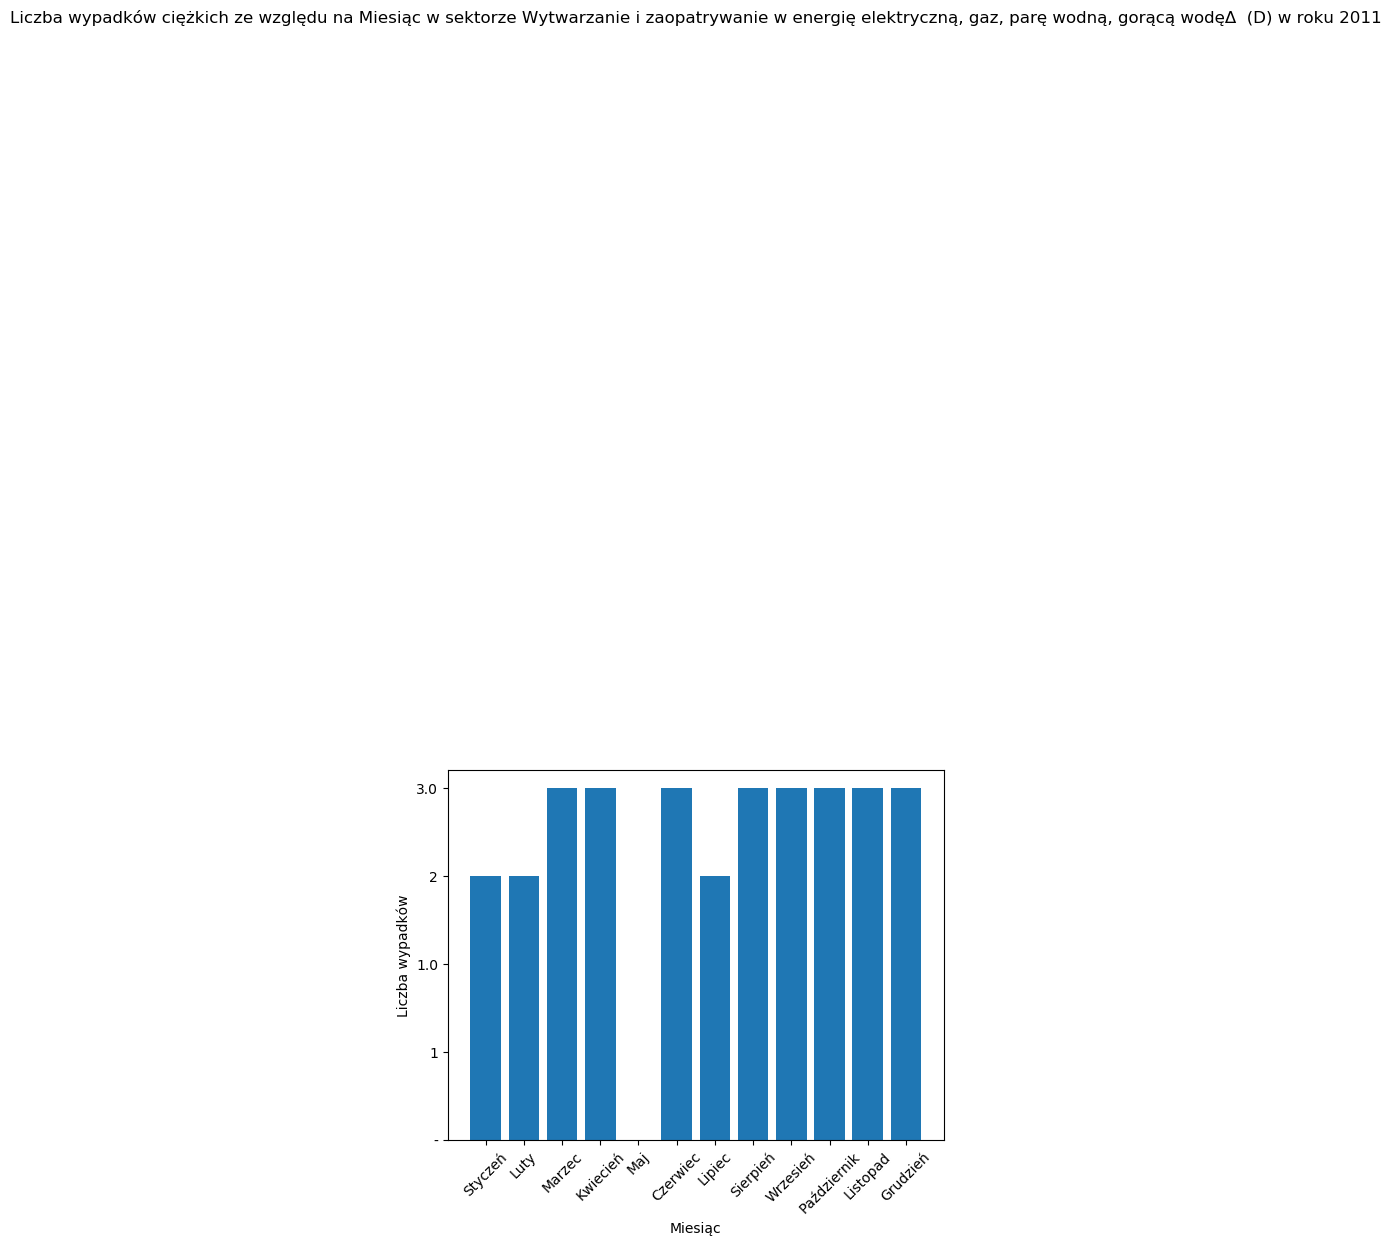 Liczba wypadków ciężkich ze względu na Miesiąc w sektorze Wytwarzanie i zaopatrywanie w energię elektryczną, gaz, parę wodną, gorącą wodęΔ  (D) w roku 2011
3.0
2
1.0
1
-
Liczba wypadków
Styczeń
Luty
Marzec
Kwiecień
Maj
Czerwiec
Lipiec
Sierpień
Wrzesień
Październik
Listopad
Grudzień
Miesiąc